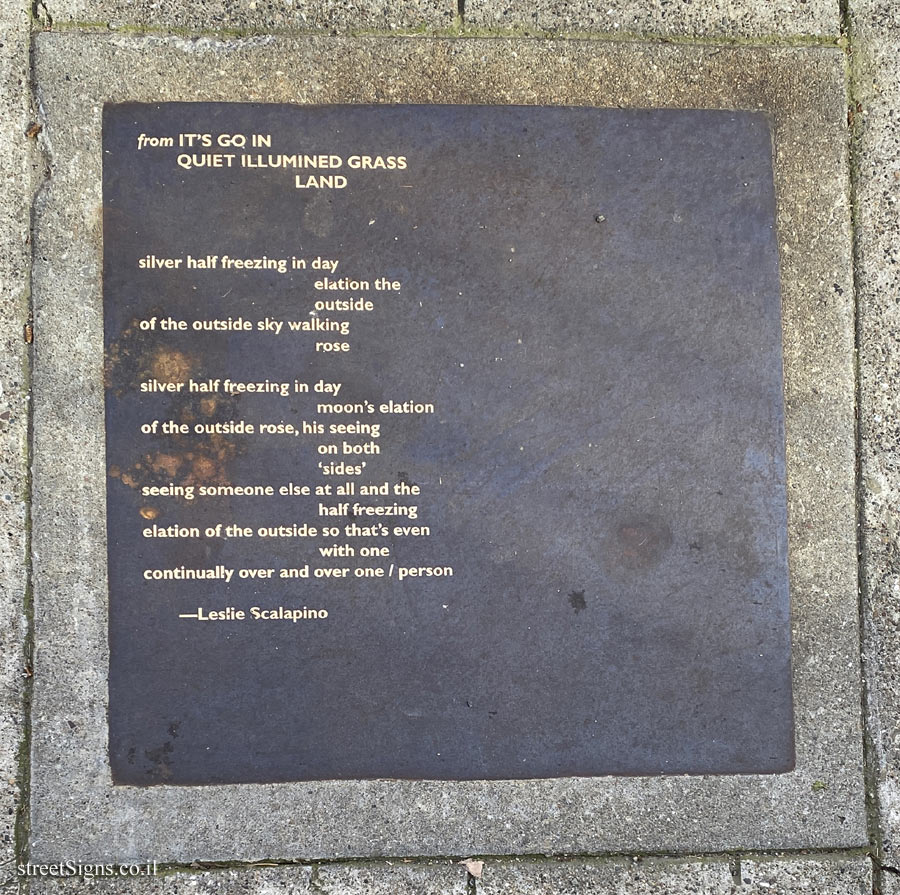 from IT'S GO IN
QUIET ILLUMINED GRASS
LAND
silver half freezing in day
elation the
outside
of the outside sky walking
rose
silver half freezing in day
moon's elation
of the outside rose, his seeing
on both
'sides'
seeing someone else at all and the
half freezing
elation of the outside so that's even
with one
continually over and over one / person
—Leslie Scalapino
streetSigns.co.il